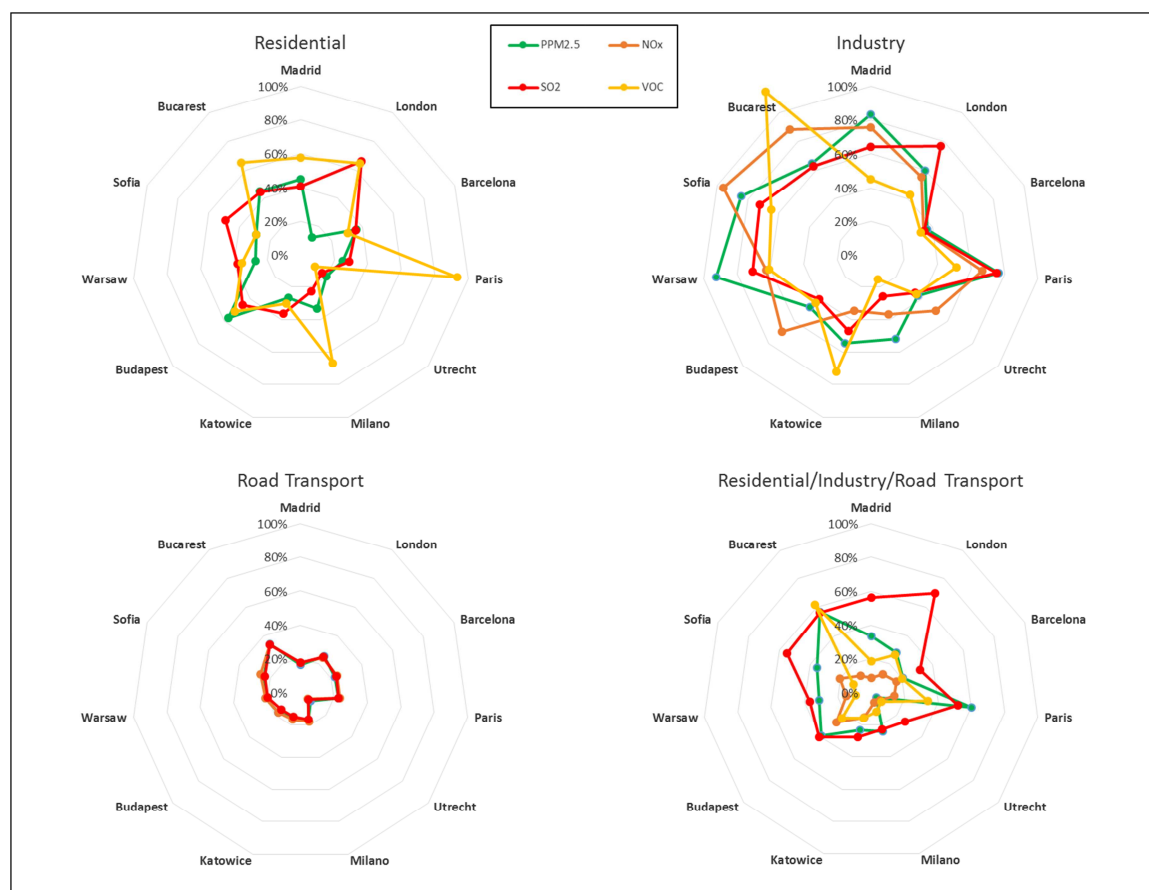 Residential
PPM2.5 NOx
SO2 VOC
Industry
Madrid
100%
80%
60%
40%
20%
0%
London
Barcelona
Paris
Utrecht
Milano
Katowice
Budapest
Warsaw
Sofia
Bucarest
Madrid
100%
80%
60%
40%
20%
0%
London
Barcelona
Paris
Utrecht
Milano
Katowice
Budapest
Warsaw
Sofia
Bucarest
Road Transport
Madrid
100%
80%
60%
40%
20%
0%
London
Barcelona
Paris
Utrecht
Milano
Katowice
Budapest
Warsaw
Sofia
Bucarest
Residential/Industry/Road Transport
Madrid
100%
80%
60%
40%
20%
0%
London
Barcelona
Paris
Utrecht
Milano
Katowice
Budapest
Warsaw
Sofia
Bucarest